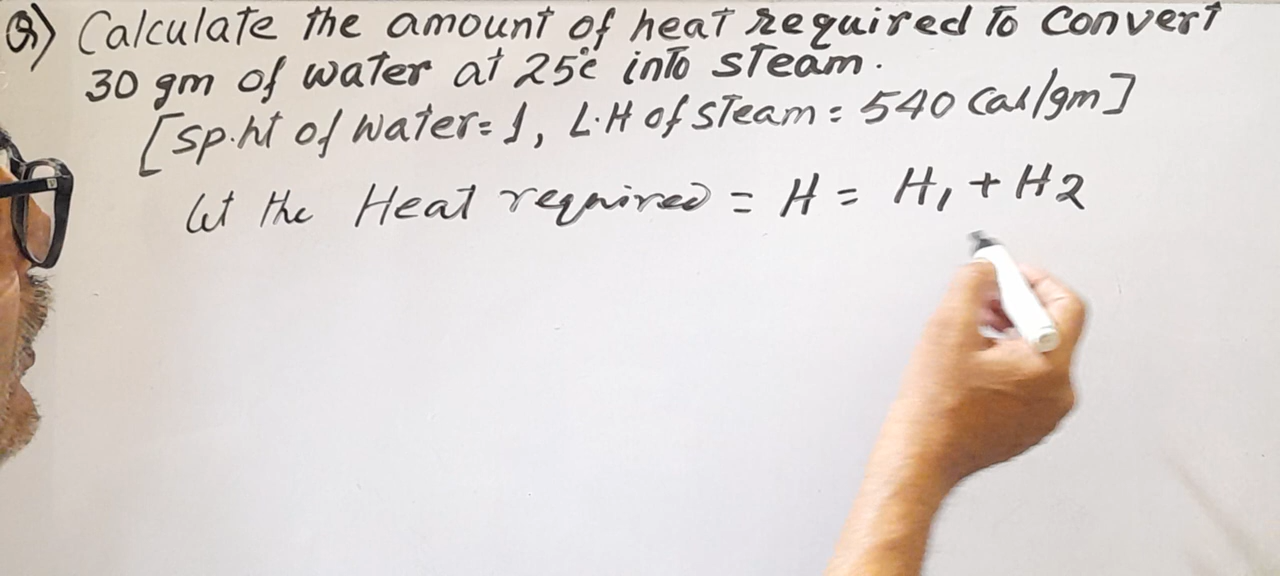 Q) Calculate the amount of heat required to convert
30 gm of water at 25°c into steam.
[sp.ht of water = 1, L.H of steam = 540 Cal/gm]
Let the Heat required = H = H1 + H2